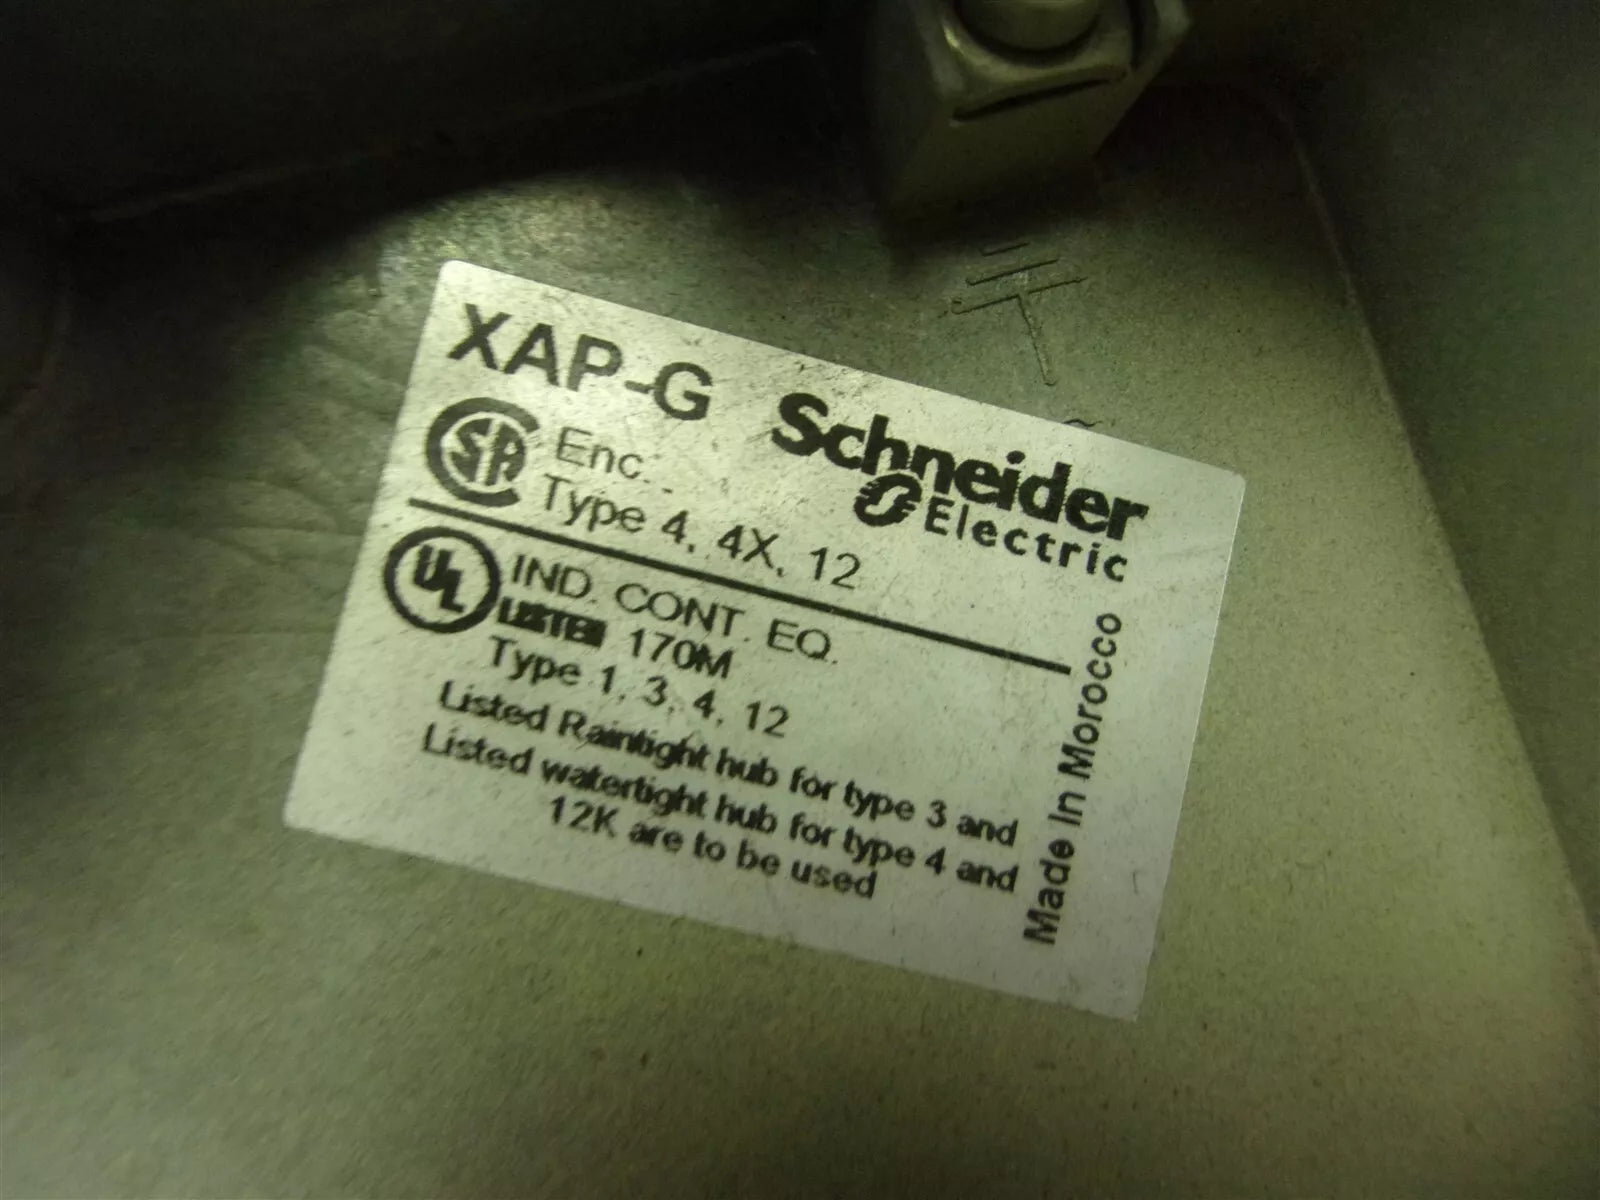 XAP-G
Schneider
Electric
SA
Enc.:
Type 4, 4X, 12
UL
IND. CONT. EQ.
LISTED 170M
Type 1, 3, 4, 12
Listed Raintight hub for type 3 and
Listed watertight hub for type 4 and
12K are to be used
Made In Morocco